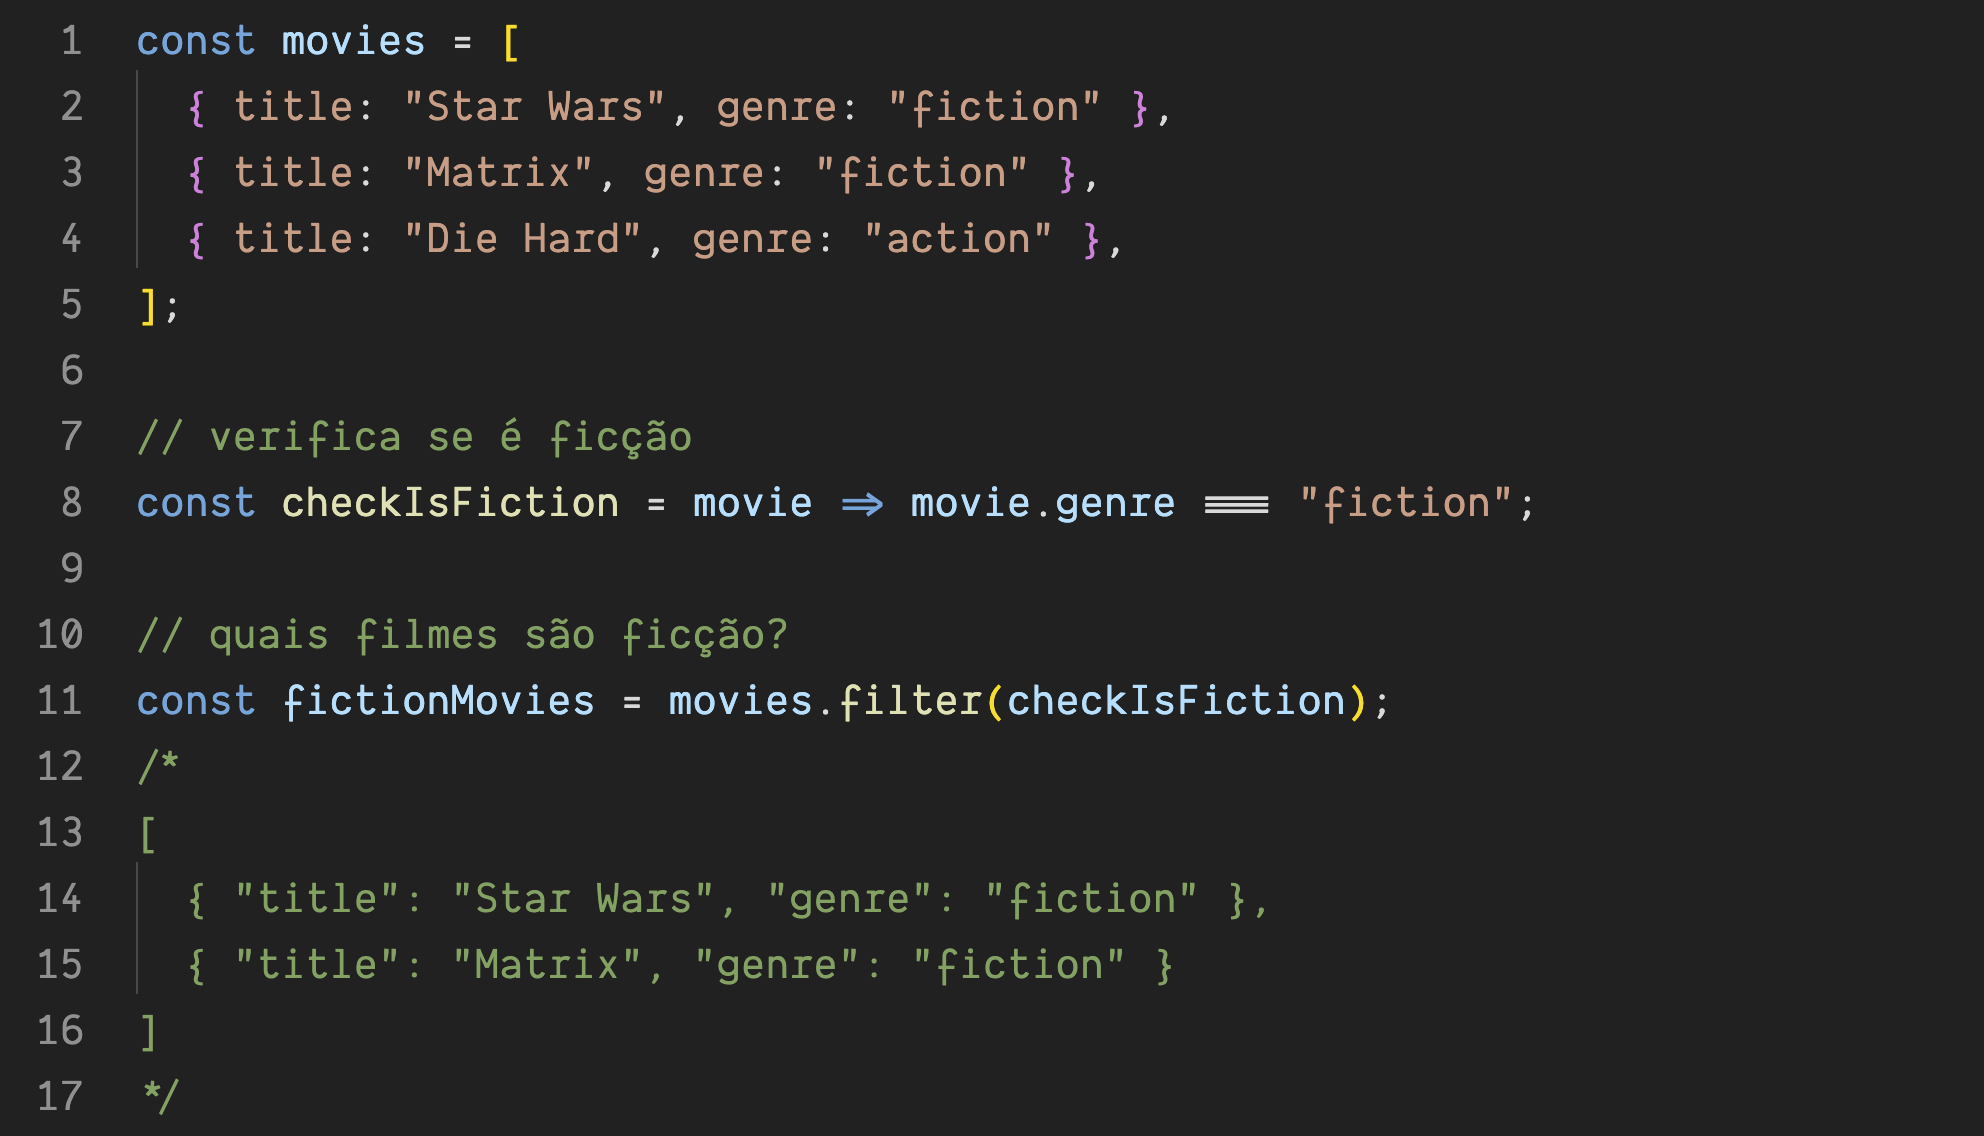 1 const movies = [
2 { title: "Star Wars", genre: "fiction" },
3 { title: "Matrix", genre: "fiction" },
4 { title: "Die Hard", genre: "action" },
5 ];
6
7 // verifica se é ficção
8 const checkIsFiction = movie => movie.genre === "fiction";
9
10 // quais filmes são ficção?
11 const fictionMovies = movies.filter(checkIsFiction);
12 /*
13 [
14 { "title": "Star Wars", "genre": "fiction" },
15 { "title": "Matrix", "genre": "fiction" }
16 ]
17 */